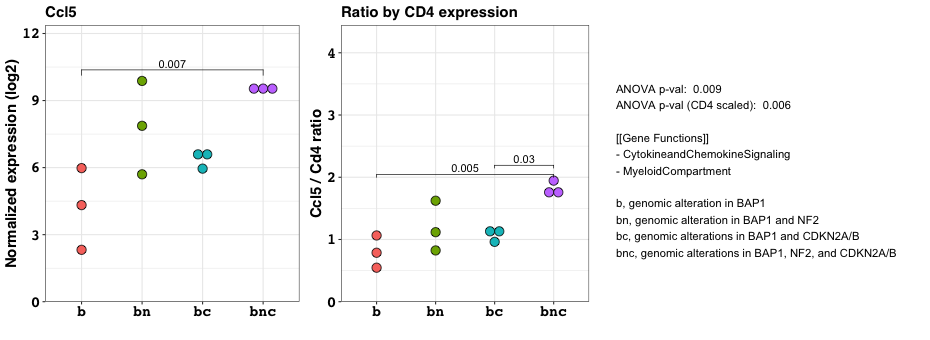 Ccl5
Normalized expression (log2)
12
9
6
3
0
0.007
b bn bc bnc
Ratio by CD4 expression
Ccl5 / Cd4 ratio
4
3
2
1
0
0.03
0.005
b bn bc bnc
ANOVA p-val: 0.009
ANOVA p-val (CD4 scaled): 0.006
[[Gene Functions]]
- CytokineandChemokineSignaling
- MyeloidCompartment
b, genomic alteration in BAP1
bn, genomic alteration in BAP1 and NF2
bc, genomic alterations in BAP1 and CDKN2A/B
bnc, genomic alterations in BAP1, NF2, and CDKN2A/B